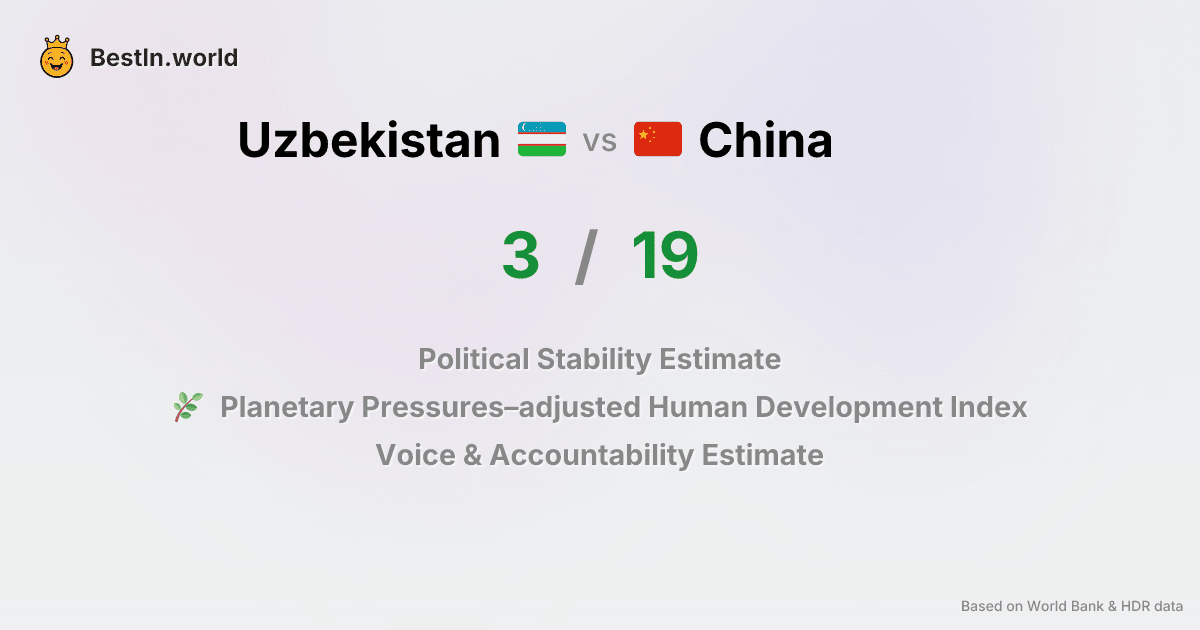 BestIn.world
Uzbekistan vs China
3 / 19
Political Stability Estimate
Planetary Pressures–adjusted Human Development Index
Voice & Accountability Estimate
Based on World Bank & HDR data